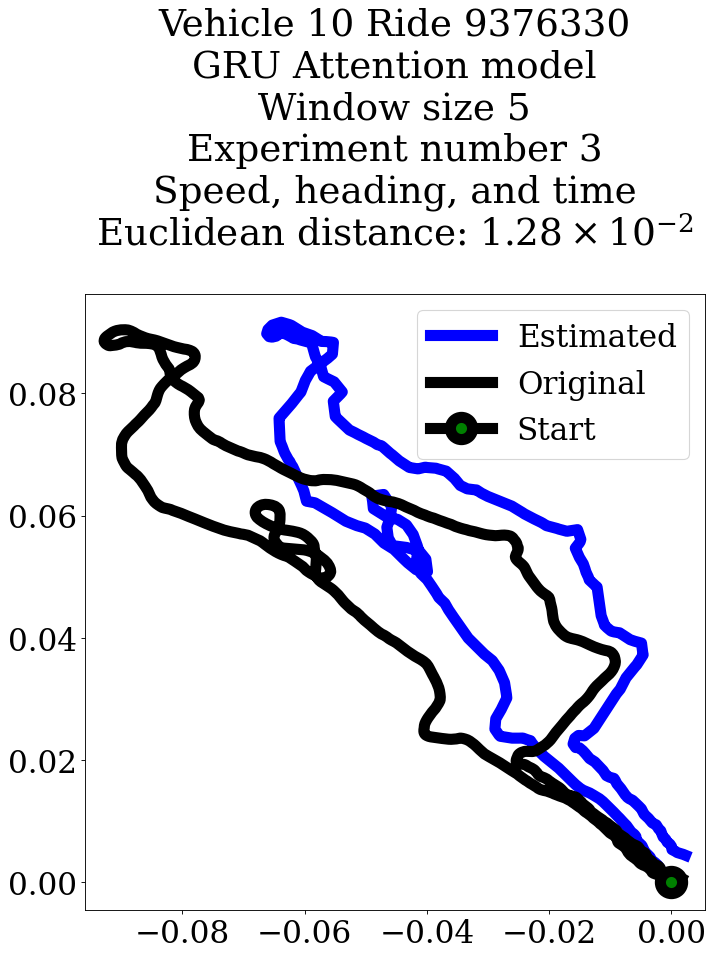 Vehicle 10 Ride 9376330
GRU Attention model
Window size 5
Experiment number 3
Speed, heading, and time
Euclidean distance: 1.28 × 10⁻²
Estimated
Original
Start
0.08
0.06
0.04
0.02
0.00
−0.08 −0.06 −0.04 −0.02 0.00